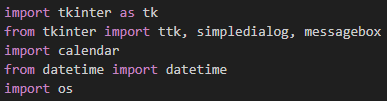 import tkinter as tk
from tkinter import ttk, simpledialog, messagebox
import calendar
from datetime import datetime
import os